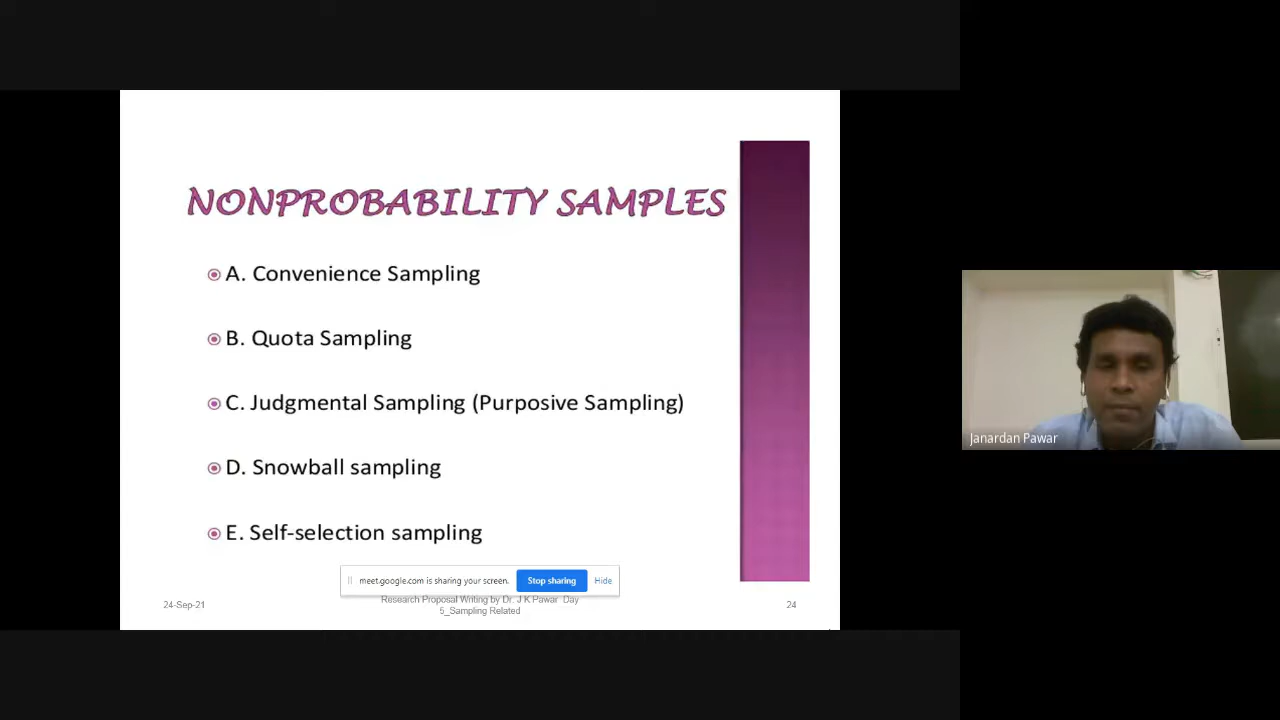 NONPROBABILITY SAMPLES
A. Convenience Sampling
B. Quota Sampling
C. Judgmental Sampling (Purposive Sampling)
D. Snowball sampling
E. Self-selection sampling
meet.google.com is sharing your screen. Stop sharing Hide
24-Sep-21
Research Proposal Writing by Dr. J K Pawar Day
5_Sampling Related
24
Janardan Pawar